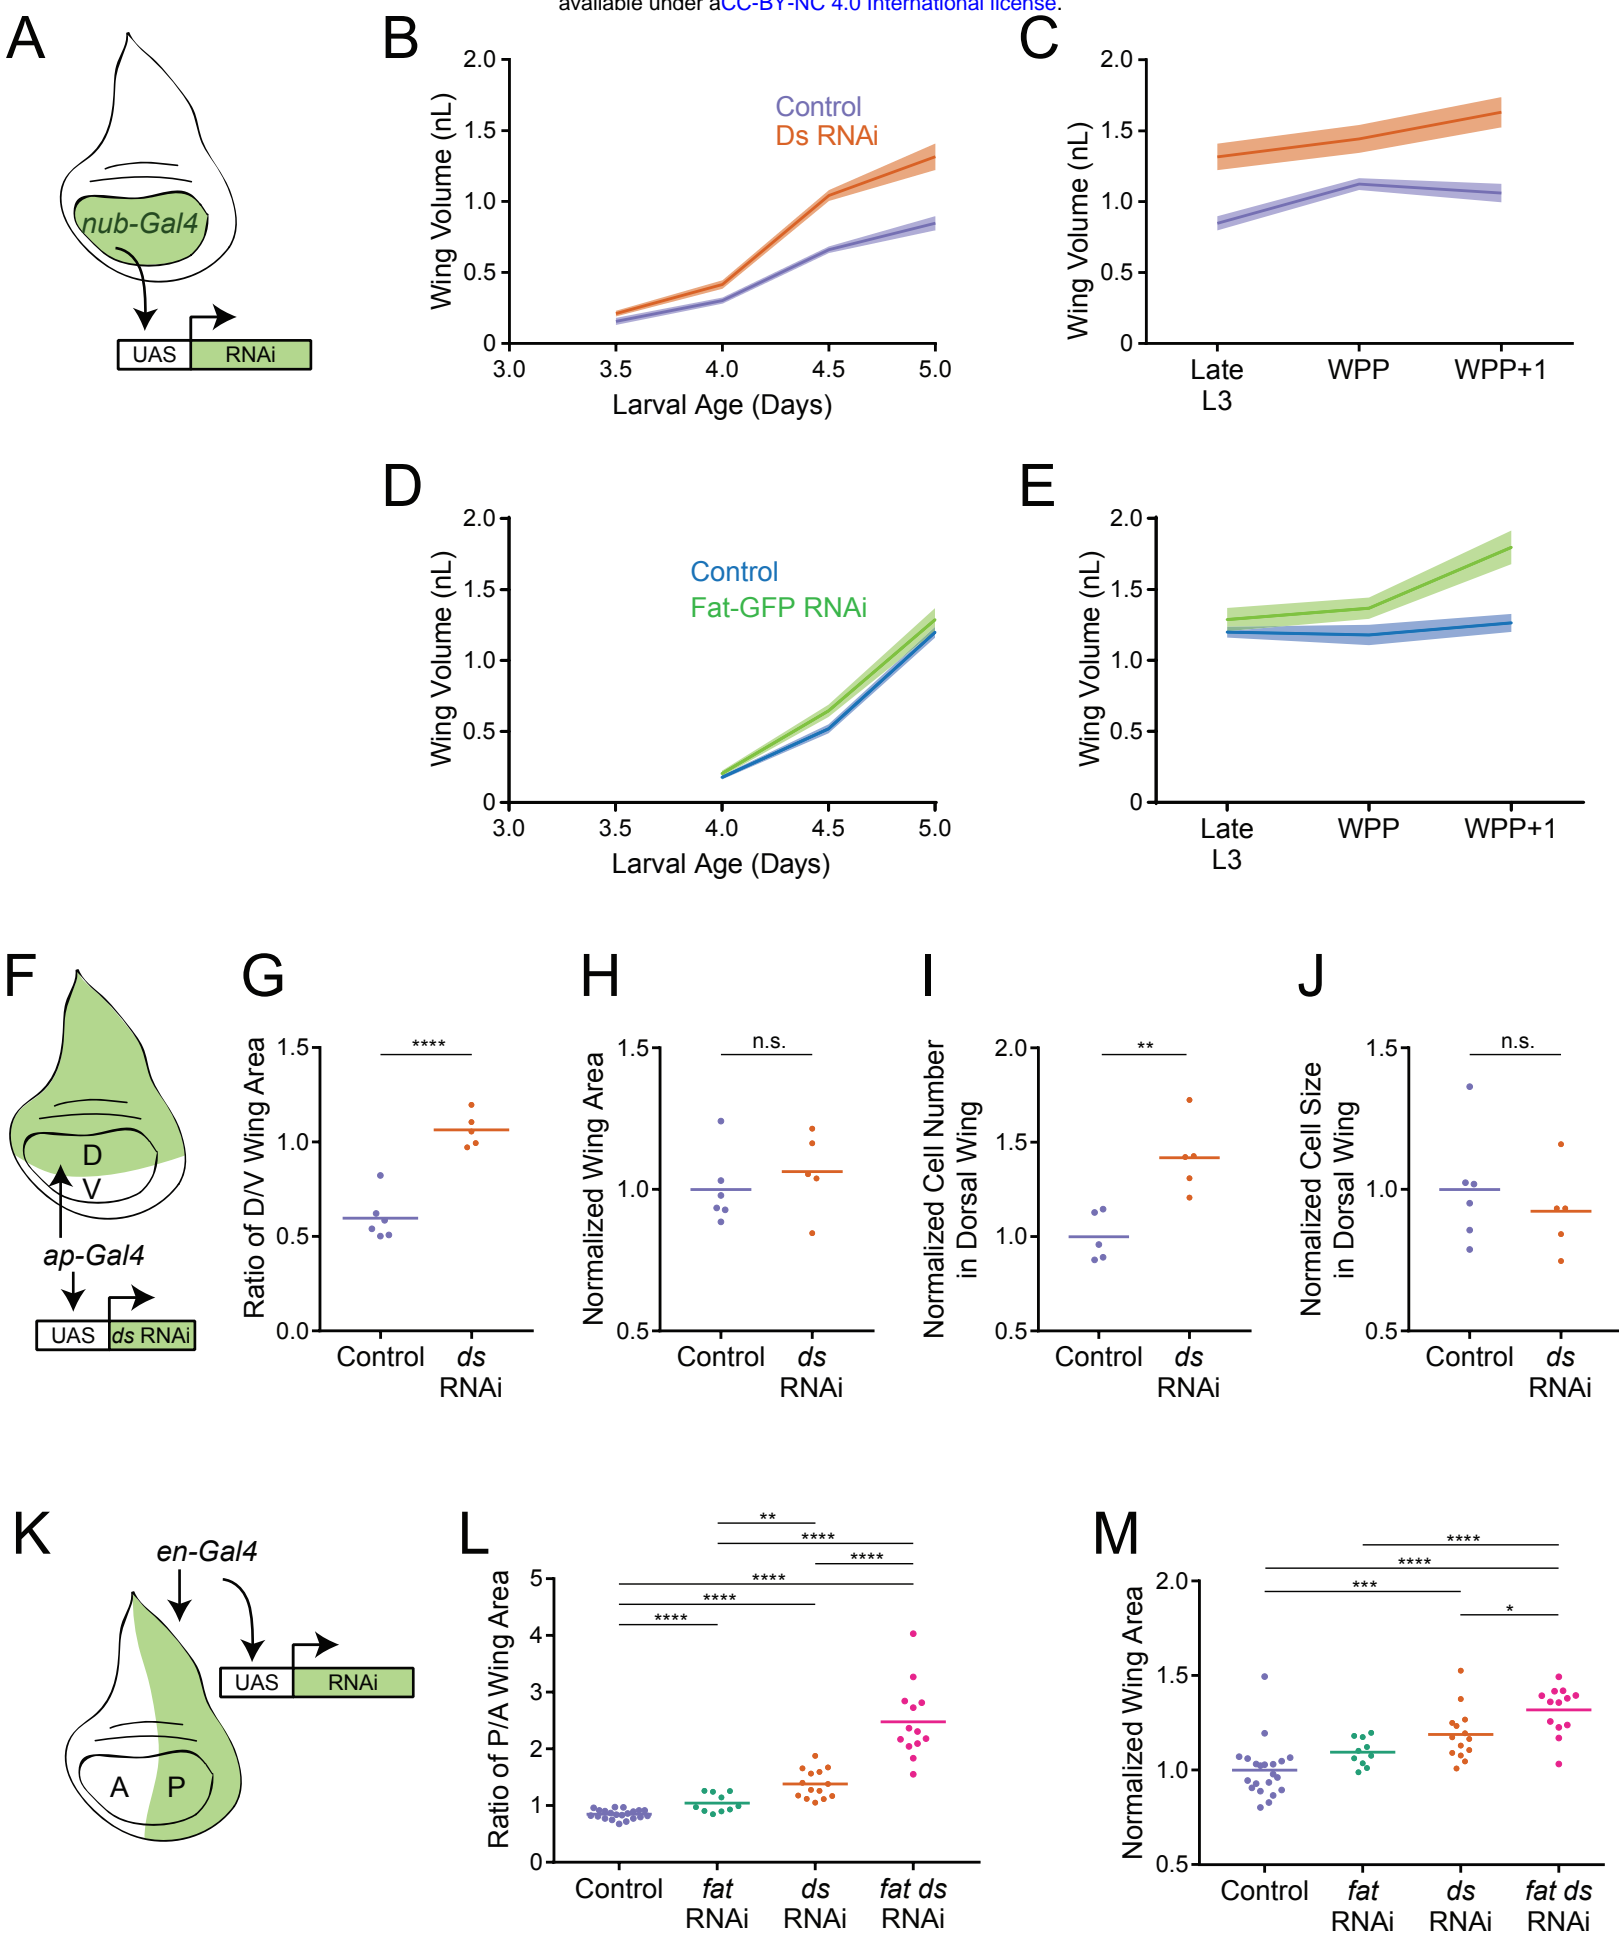 available under aCC-BY-NC 4.0 International license.
A
nub-Gal4
UAS
RNAi
B
Wing Volume (nL)
2.0
1.5
1.0
0.5
0
Control
Ds RNAi
3.0
3.5
4.0
4.5
5.0
Larval Age (Days)
C
Wing Volume (nL)
2.0
1.5
1.0
0.5
0
Late
L3
WPP
WPP+1
D
Wing Volume (nL)
2.0
1.5
1.0
0.5
0
Control
Fat-GFP RNAi
3.0
3.5
4.0
4.5
5.0
Larval Age (Days)
E
Wing Volume (nL)
2.0
1.5
1.0
0.5
0
Late
L3
WPP
WPP+1
F
D
V
ap-Gal4
UAS
ds RNAi
G
Ratio of D/V Wing Area
1.5
1.0
0.5
0.0
****
Control
ds
RNAi
H
Normalized Wing Area
1.5
1.0
0.5
n.s.
Control
ds
RNAi
I
Normalized Cell Number
in Dorsal Wing
2.0
1.5
1.0
0.5
**
Control
ds
RNAi
J
Normalized Cell Size
in Dorsal Wing
1.5
1.0
0.5
n.s.
Control
ds
RNAi
K
en-Gal4
UAS
RNAi
A
P
L
Ratio of P/A Wing Area
5
4
3
2
1
0
**
****
****
****
****
****
Control
fat
RNAi
ds
RNAi
fat ds
RNAi
M
Normalized Wing Area
2.0
1.5
1.0
0.5
****
****
***
*
Control
fat
RNAi
ds
RNAi
fat ds
RNAi